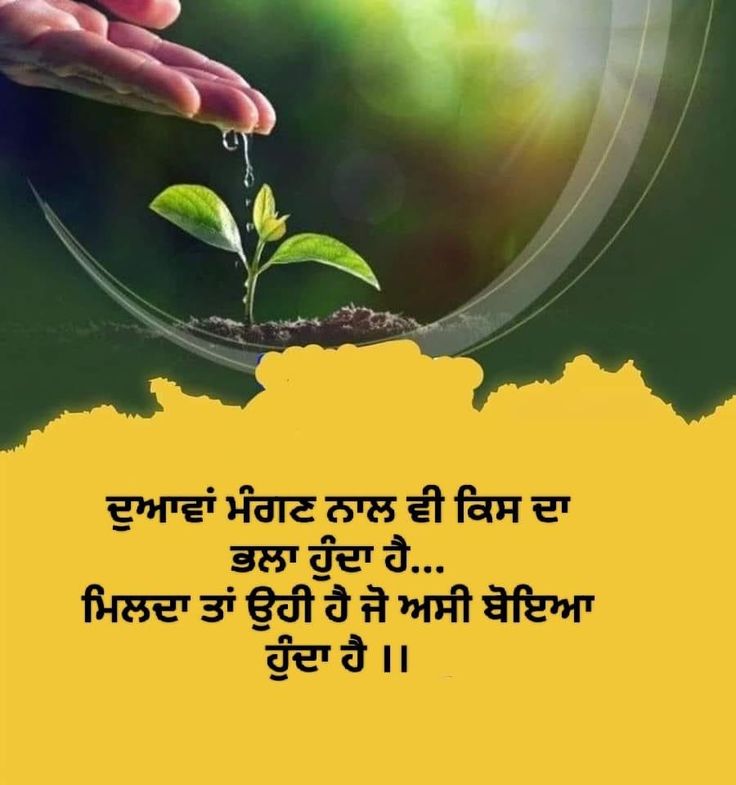 ਦੁਆਵਾਂ ਮੰਗਣ ਨਾਲ ਵੀ ਕਿਸ ਦਾ
ਭਲਾ ਹੁੰਦਾ ਹੈ...
ਮਿਲਦਾ ਤਾਂ ਉਹੀ ਹੈ ਜੋ ਅਸੀ ਬੋਇਆ
ਹੁੰਦਾ ਹੈ ।।